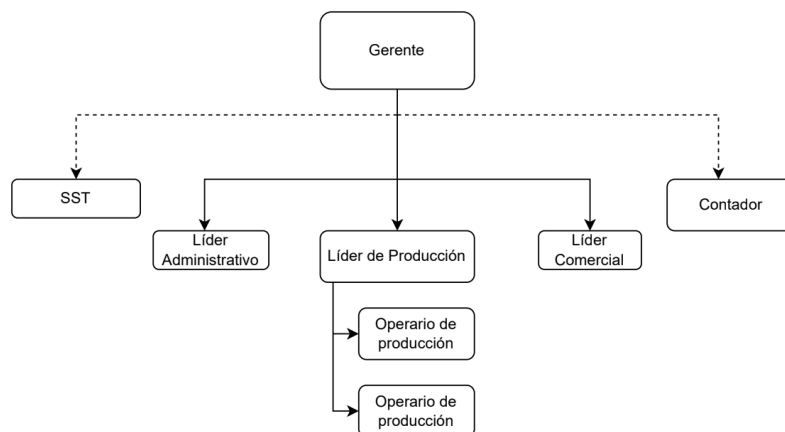 Gerente
SST
Contador
Líder
Administrativo
Líder de Producción
Líder
Comercial
Operario de
producción
Operario de
producción